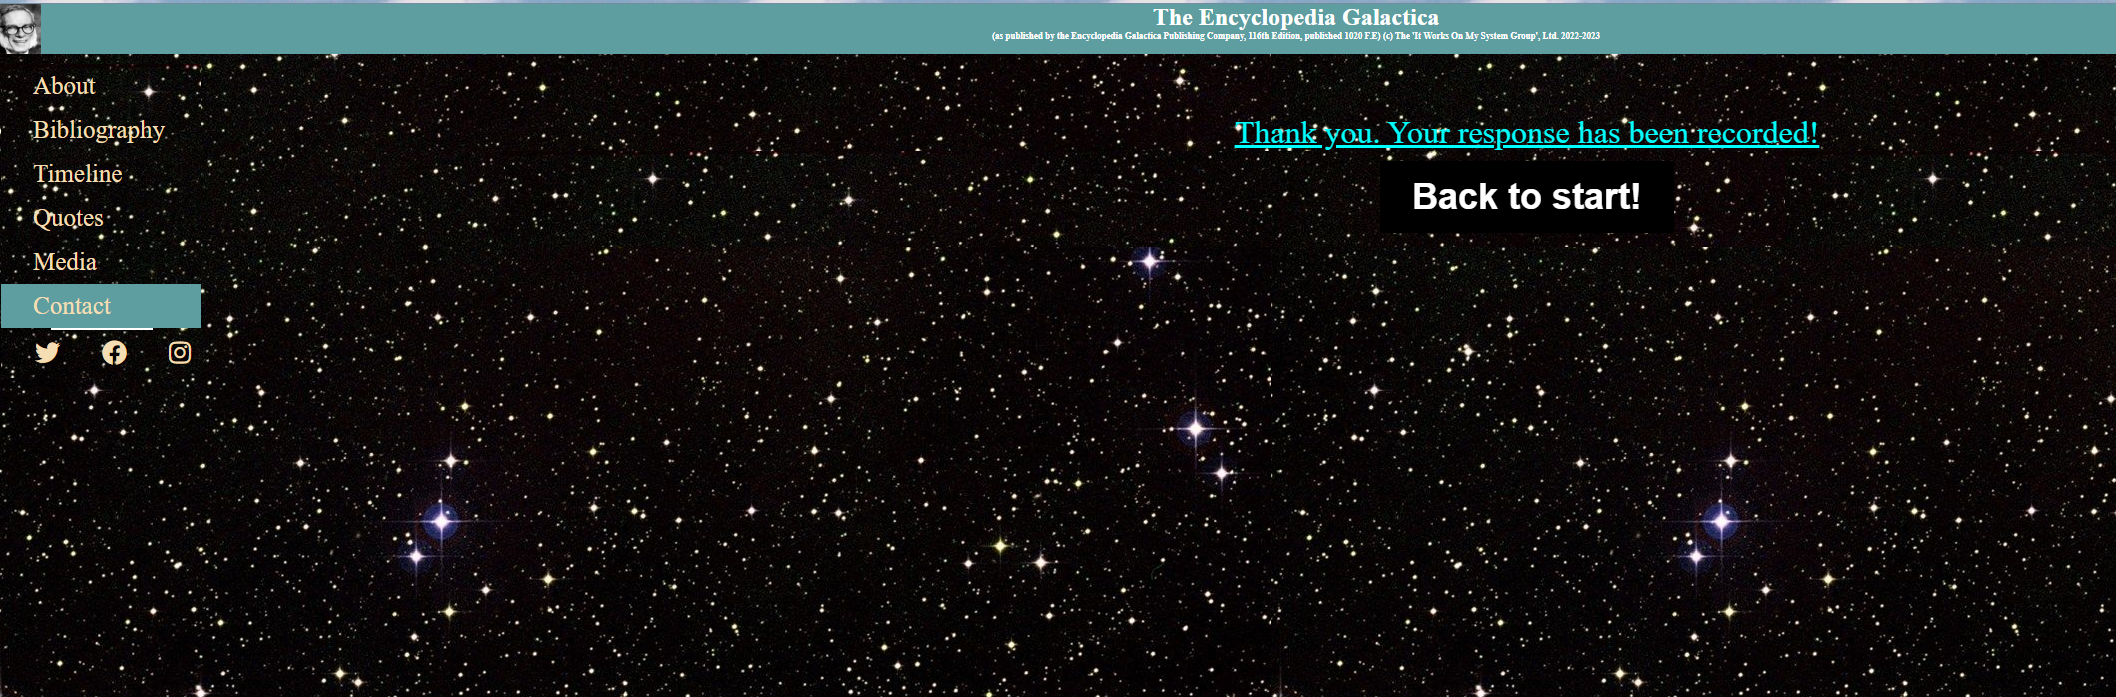 The Encyclopedia Galactica
(as published by the Encyclopedia Galactica Publishing Company, 116th Edition, published 1020 F.E) (c) The 'It Works On My System Group', Ltd. 2022-2023
About
Bibliography
Timeline
Quotes
Media
Contact
Thank you. Your response has been recorded!
Back to start!